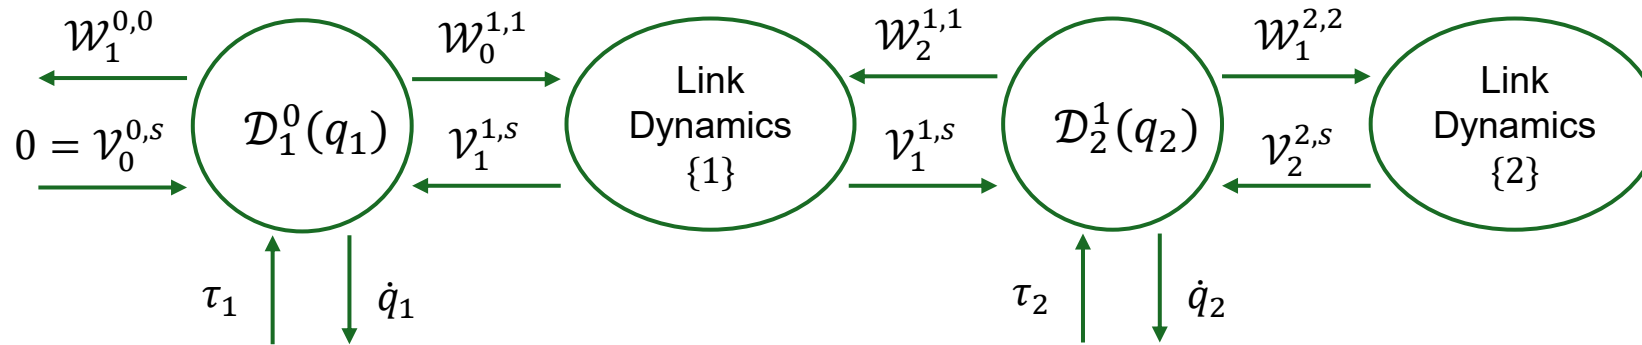 𝒲₁^{0,0}
0 = 𝒱₀^{0,s}
𝒟₁⁰(q₁)
τ₁
q̇₁
𝒲₀^{1,1}
𝒱₁^{1,s}
Link
Dynamics
{1}
𝒲₂^{1,1}
𝒱₁^{1,s}
𝒟₂¹(q₂)
τ₂
q̇₂
𝒲₁^{2,2}
𝒱₂^{2,s}
Link
Dynamics
{2}